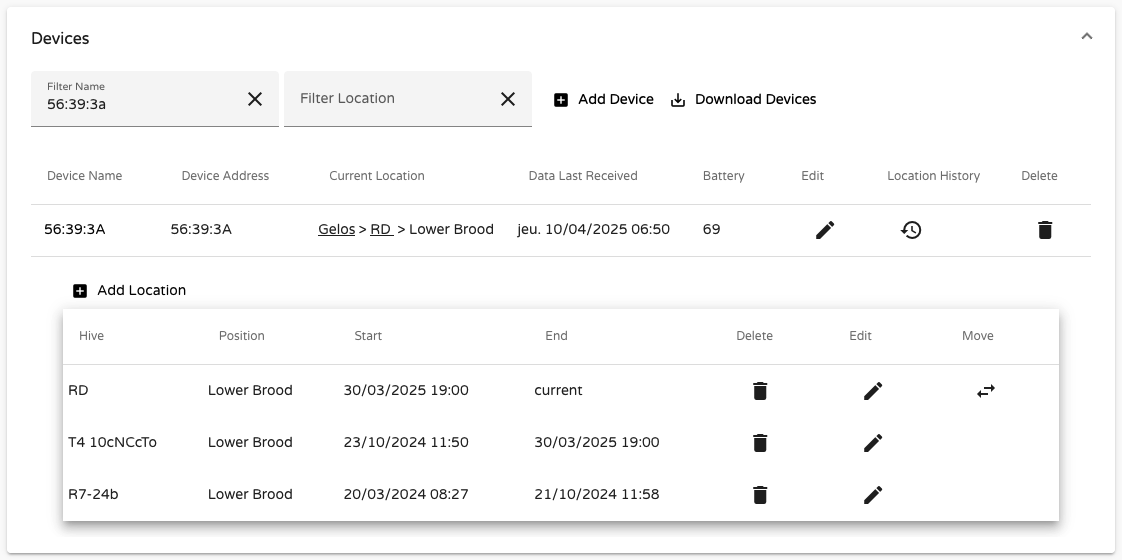 Devices
Filter Name
56:39:3a
Filter Location
Add Device
Download Devices
Device Name Device Address Current Location Data Last Received Battery Edit Location History Delete
56:39:3A 56:39:3A Gelos > RD > Lower Brood jeu. 10/04/2025 06:50 69
Add Location
Hive Position Start End Delete Edit Move
RD Lower Brood 30/03/2025 19:00 current
T4 10cNCcTo Lower Brood 23/10/2024 11:50 30/03/2025 19:00
R7-24b Lower Brood 20/03/2024 08:27 21/10/2024 11:58